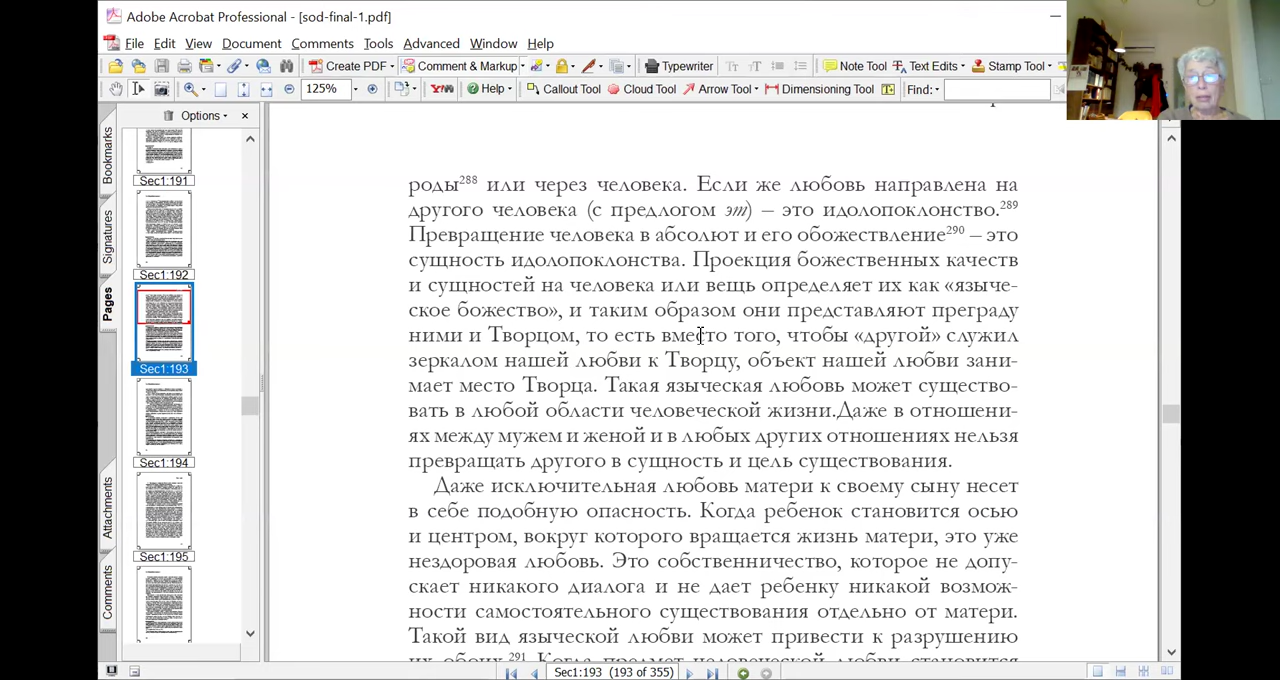 Adobe Acrobat Professional - [sod-final-1.pdf]
File Edit View Document Comments Tools Advanced Window Help
Create PDF Comment & Markup Typewriter Note Tool Text Edits Stamp Tool
125% Help Callout Tool Cloud Tool Arrow Tool Dimensioning Tool Find:
Options
Bookmarks
Signatures
Pages
Attachments
Comments
Sec1:191
Sec1:192
Sec1:193
Sec1:194
Sec1:195
роды288 или через человека. Если же любовь направлена на
другого человека (с предлогом эт) – это идолопоклонство.289
Превращение человека в абсолют и его обожествление290 – это
сущность идолопоклонства. Проекция божественных качеств
и сущностей на человека или вещь определяет их как «языче-
ское божество», и таким образом они представляют преграду
ними и Творцом, то есть вместо того, чтобы «другой» служил
зеркалом нашей любви к Творцу, объект нашей любви зани-
мает место Творца. Такая языческая любовь может существо-
вать в любой области человеческой жизни.Даже в отношени-
ях между мужем и женой и в любых других отношениях нельзя
превращать другого в сущность и цель существования.
Даже исключительная любовь матери к своему сыну несет
в себе подобную опасность. Когда ребенок становится осью
и центром, вокруг которого вращается жизнь матери, это уже
нездоровая любовь. Это собственничество, которое не допу-
скает никакого диалога и не дает ребенку никакой возмож-
ности самостоятедного существования отдельно от матери.
Такой вид языческой любви может привести к разрушению
их обоих.291 Когда предмет человеческой любви становится
Sec1:193 (193 of 355)